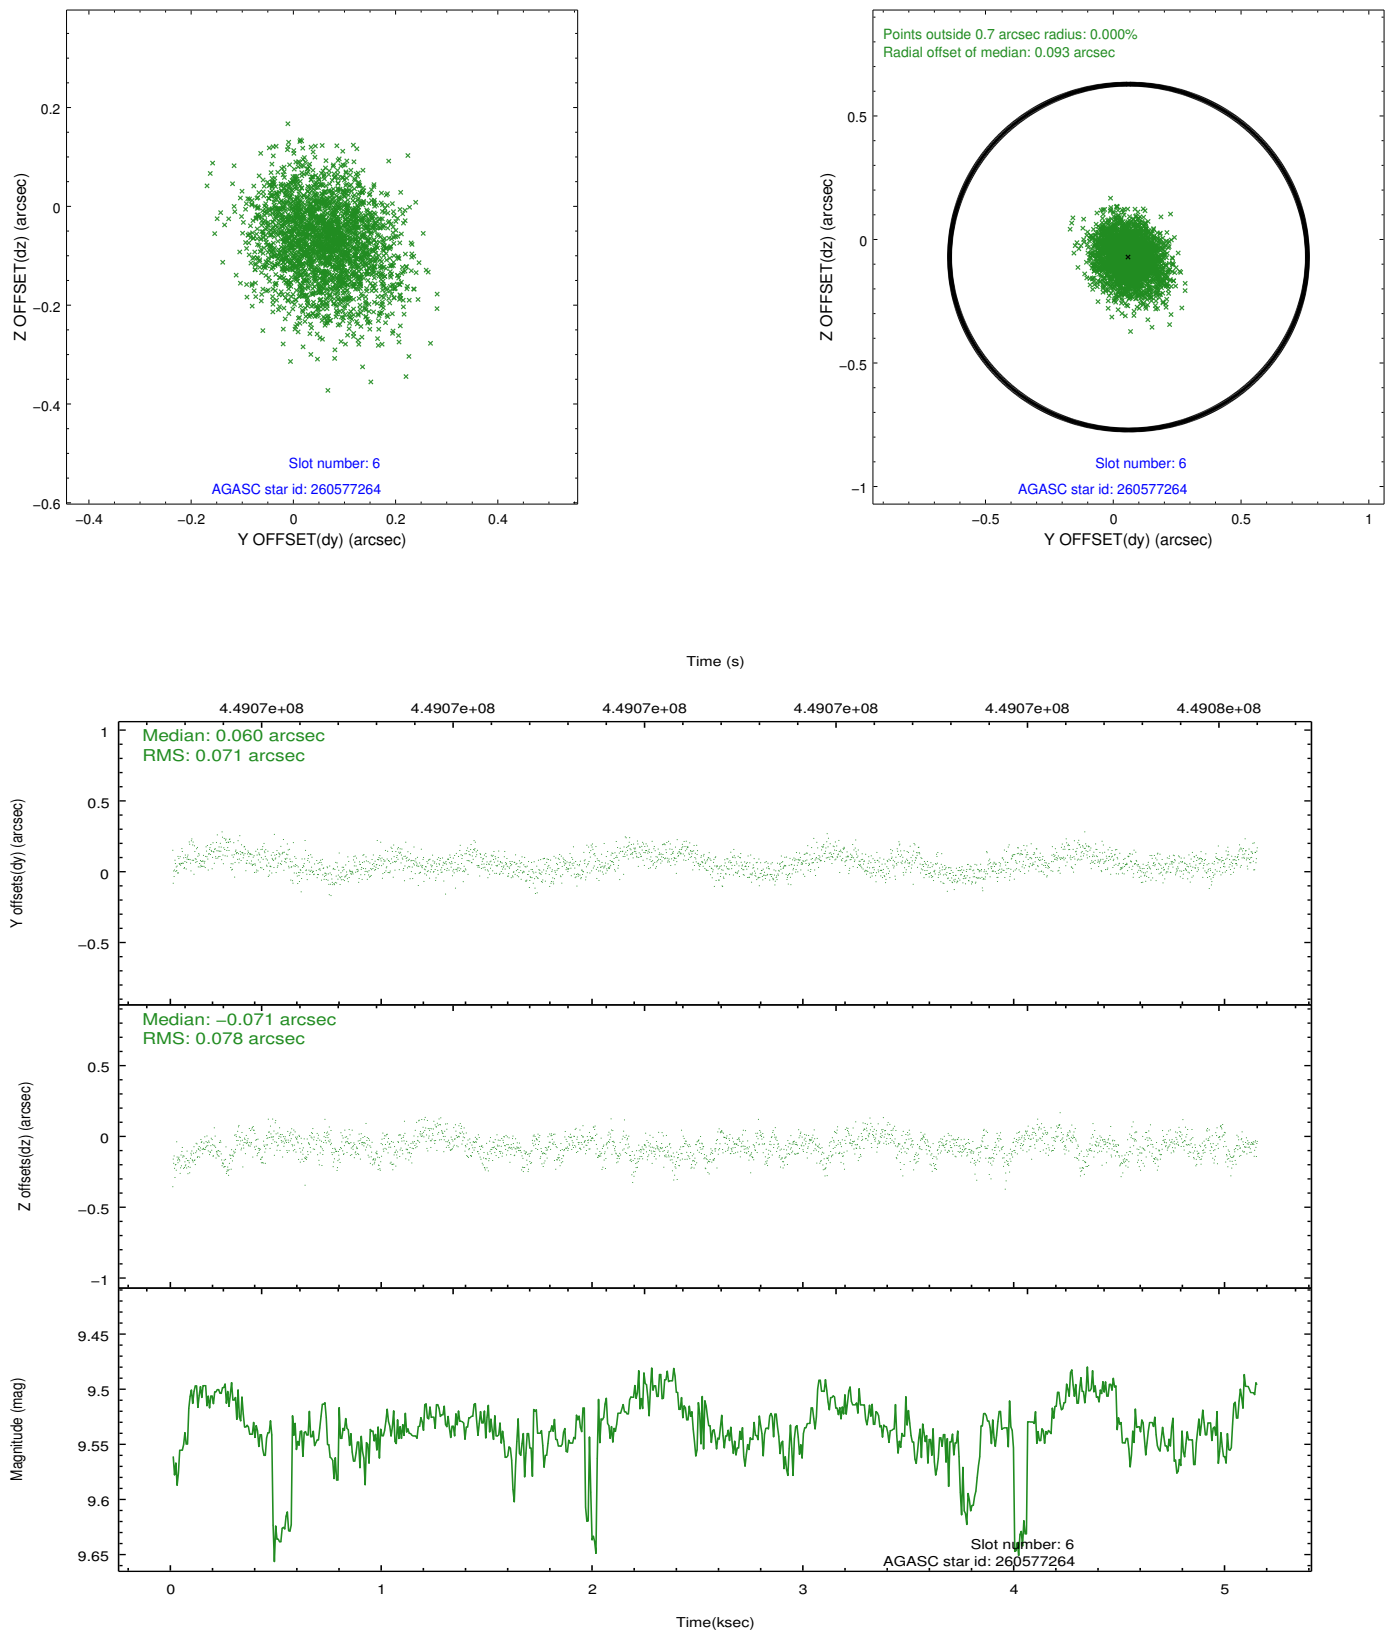 0.2
0
−0.2
−0.4
−0.6
Z OFFSET(dz) (arcsec)
Slot number: 6
AGASC star id: 260577264
−0.4
−0.2
0
0.2
0.4
Y OFFSET(dy) (arcsec)
Points outside 0.7 arcsec radius: 0.000%
Radial offset of median: 0.093 arcsec
0.5
0
−0.5
−1
Z OFFSET(dz) (arcsec)
Slot number: 6
AGASC star id: 260577264
−0.5
0
0.5
1
Y OFFSET(dy) (arcsec)
Time (s)
4.4907e+08
4.4907e+08
4.4907e+08
4.4907e+08
4.4907e+08
4.4908e+08
Median: 0.060 arcsec
RMS: 0.071 arcsec
1
0.5
0
−0.5
Y offsets(dy) (arcsec)
Median: −0.071 arcsec
RMS: 0.078 arcsec
0.5
0
−0.5
−1
Z offsets(dz) (arcsec)
9.45
9.5
9.55
9.6
9.65
Magnitude (mag)
Slot number: 6
AGASC star id: 260577264
0
1
2
3
4
5
Time(ksec)